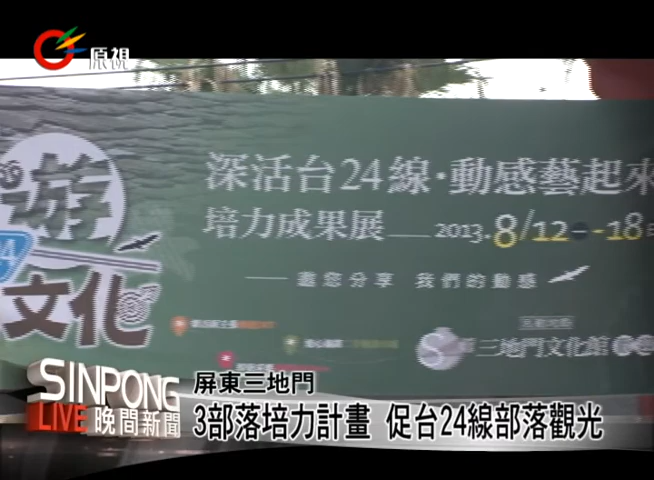 原視
深活台24線·動感藝起來
培力成果展 2013.8/12--18
遊
4
文化
邀您分享 我們的動感
三地門文化館
SINPONG
LIVE 晚間新聞
屏東三地門
3部落培力計畫 促台24線部落觀光